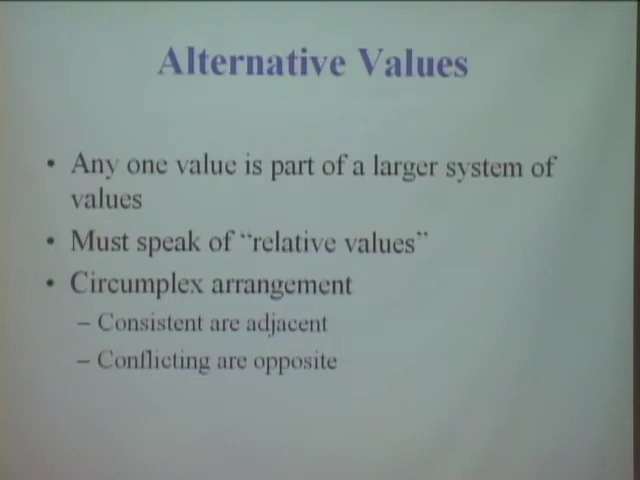 Alternative Values
• Any one value is part of a larger system of
values
• Must speak of “relative values”
• Circumplex arrangement
– Consistent are adjacent
– Conflicting are opposite